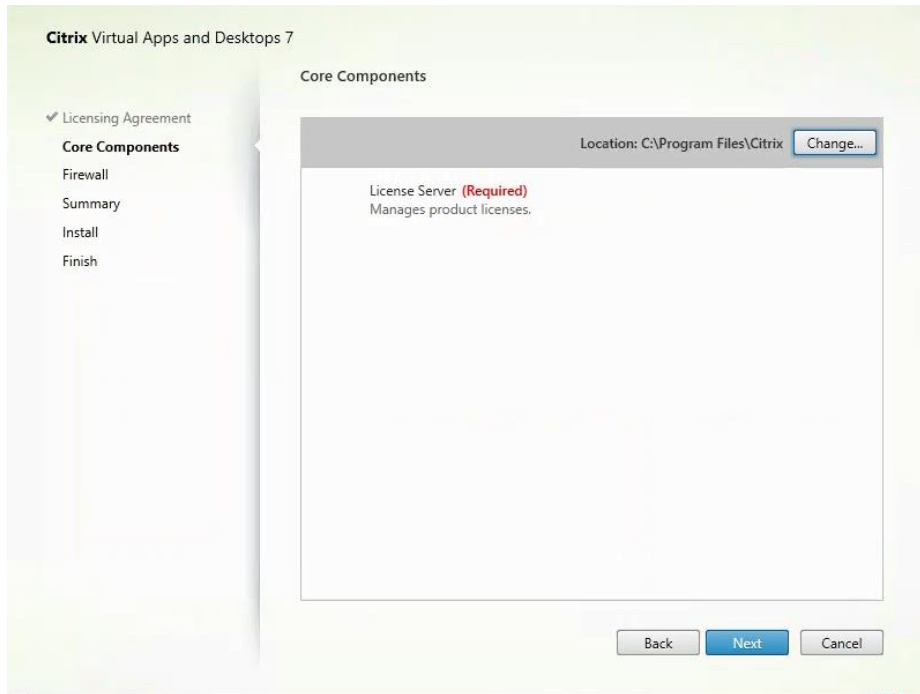 Citrix Virtual Apps and Desktops 7
Core Components
✔ Licensing Agreement
Core Components
Firewall
Summary
Install
Finish
Location: C:\Program Files\Citrix
Change...
License Server (Required)
Manages product licenses.
Back
Next
Cancel